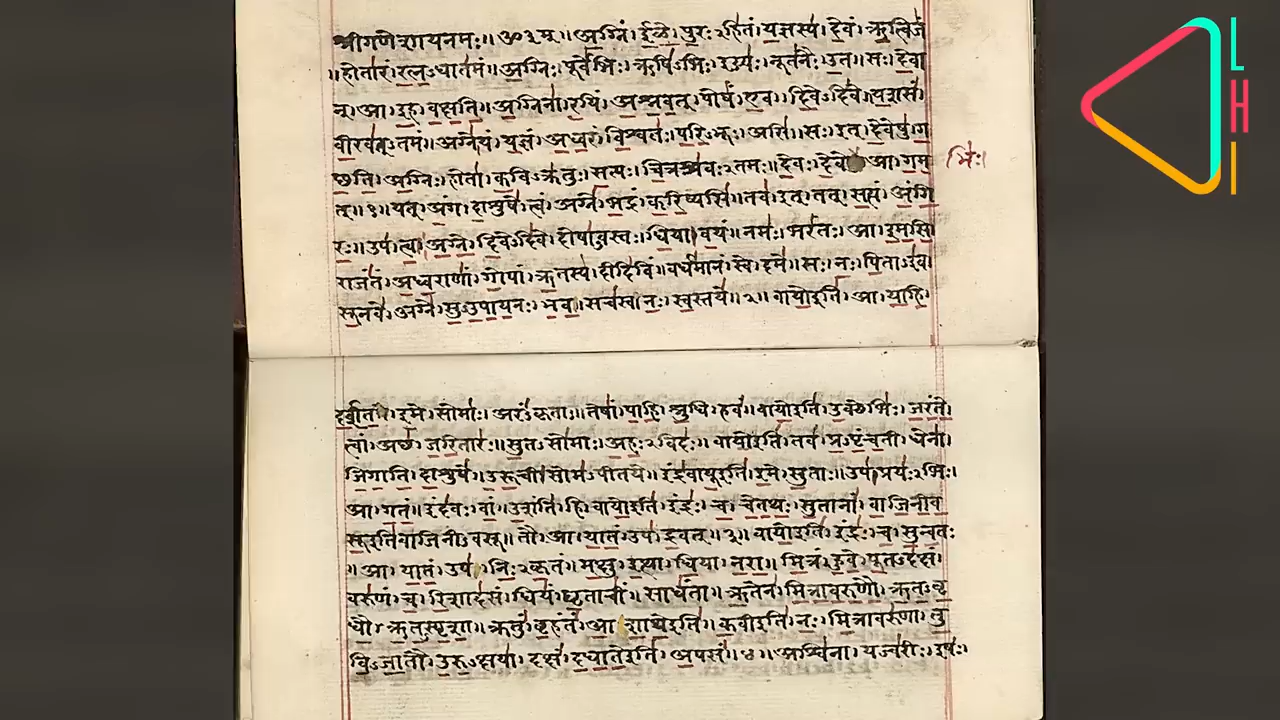 श्रीगणेशायनमः॥ॐ३म्॥अग्निं।ईळे।पुरःऽहितं।यज्ञस्य।देवं।ऋत्विजं
॥होतारं।रत्नऽधातमं॥अग्निः।पूर्वेभिः।ऋषिऽभिः।ईड्यः।नूतनैः।उत॥सः।देवा
न्।आ।इह।वक्षति॥अग्निना।रयिं।अश्नवत्।पोषं।एव।दिवेऽदिवे॥यशसं
वीरवत्ऽतमं॥अग्ने।यं।यज्ञं।अध्वरं।विश्वतः।परिऽभूः।असि॥सः।इत्।देवेषु।ग
च्छति॥अग्निः।होता।कविऽक्रतुः।सत्यः।चित्रश्रवःऽतमः॥देवः।देवे आ।गम
भिः।
त्॥१॥यत्।अंग।दाशुषे।त्वं।अग्ने।भद्रं।करिष्यसि॥तव।इत्।तत्।सत्यं।अंगि
रः॥उप।त्वा।अग्ने।दिवेऽदिवे।दोषाऽवस्तः।धिया।वयं॥नमः।भरंतः।आ।इमसि
राजंतं।अध्वराणां।गोपां।ऋतस्य।दीदिविं॥वर्धमानं।स्वे।दमे॥सः।नः।पिताऽइव
सूनवे।अग्ने।सुऽउपायनः।भव॥सचस्व।नः।स्वस्तये॥२॥वायोइति।आ।याहि
दर्शत।इमे।सोमाः।अरंऽकृताः॥तेषां।पाहि।श्रुधि।हवं॥वायोइति।उक्थेभिः।जरंते
त्वां।अच्छ।जरितारः॥सुतऽसोमाः।अहःऽविदः॥वायोइति।तव।प्रऽपृंचती।धेना
जिगाति।दाशुषे॥उरूची।सोमऽपीतये॥इंद्रवायूइति।इमे।सुताः॥उप।प्रयःऽभिः।
आ।गतं॥इंदवः।वां।उशंति।हि॥वायोइति।इंद्रः।च।चेतथः।सुतानां।वाजिनीव
सूइतिवाजिनीऽवसू॥तौ।आ।यातं।उप।द्रवत्॥३॥वायोइति।इंद्रः।च।सुन्वतः
।आ।यातं।उप।निःऽकृतं॥मक्षु।इत्था।धिया।नरा॥मित्रं।हुवे।पूतऽदक्षं
वरुणं।च।रिशादसं॥धियं।घृताचीं।साधंता॥ऋतेन।मित्रावरुणौ।ऋतऽवृ
धौ।ऋतऽस्पृशा॥क्रतुं।बृहंतं।आशाथेइति॥कवीइति।नः।मित्रावरुणा।तु
विऽजातौ।उरुऽक्षया॥दक्षं।दधातेइति।अपसं॥४॥अश्विना।यज्वरीः।इषः।
L
H
I